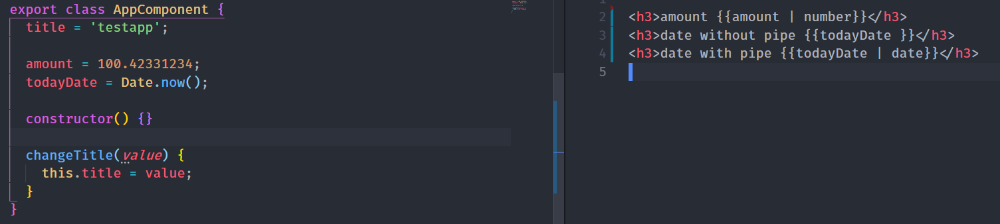 export class AppComponent {
  title = 'testapp';

  amount = 100.42331234;
  todayDate = Date.now();

  constructor() {}

  changeTitle(value) {
    this.title = value;
  }
}
1
2 <h3>amount {{amount | number}}</h3>
3 <h3>date without pipe {{todayDate }}</h3>
4 <h3>date with pipe {{todayDate | date}}</h3>
5